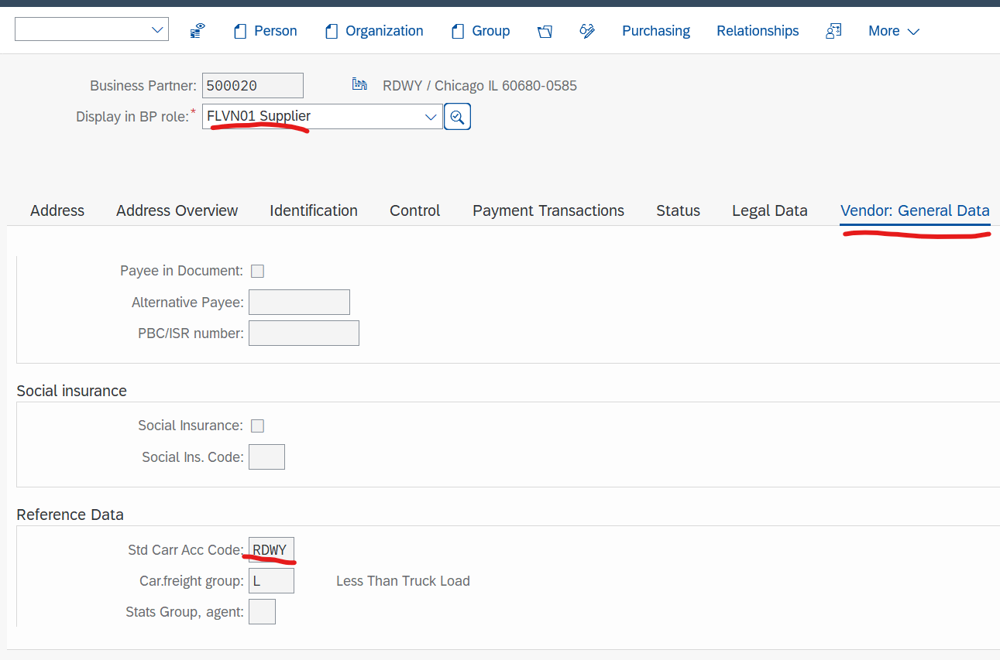 Person Organization Group Purchasing Relationships More
Business Partner: 500020 RDWY / Chicago IL 60680-0585
Display in BP role:* FLVN01 Supplier
Address Address Overview Identification Control Payment Transactions Status Legal Data Vendor: General Data
Payee in Document:
Alternative Payee:
PBC/ISR number:
Social insurance
Social Insurance:
Social Ins. Code:
Reference Data
Std Carr Acc Code: RDWY
Car.freight group: L Less Than Truck Load
Stats Group, agent: